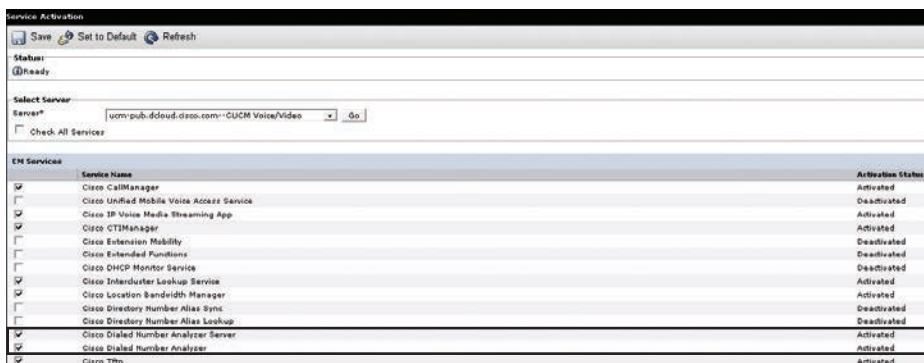 Service Activation
Save Set to Default Refresh
Status:
Ready
Select Server
Server* ucm-pub.dcloud.cisco.com--CUCM Voice/Video Go
Check All Services
CM Services
Service Name Activation Status
Cisco CallManager Activated
Cisco Unified Mobile Voice Access Service Deactivated
Cisco IP Voice Media Streaming App Activated
Cisco CTIManager Activated
Cisco Extension Mobility Deactivated
Cisco Extended Functions Deactivated
Cisco DHCP Monitor Service Deactivated
Cisco Intercluster Lookup Service Activated
Cisco Location Bandwidth Manager Activated
Cisco Directory Number Alias Sync Deactivated
Cisco Directory Number Alias Lookup Deactivated
Cisco Dialed Number Analyzer Server Activated
Cisco Dialed Number Analyzer Activated
Cisco Tftp Activated